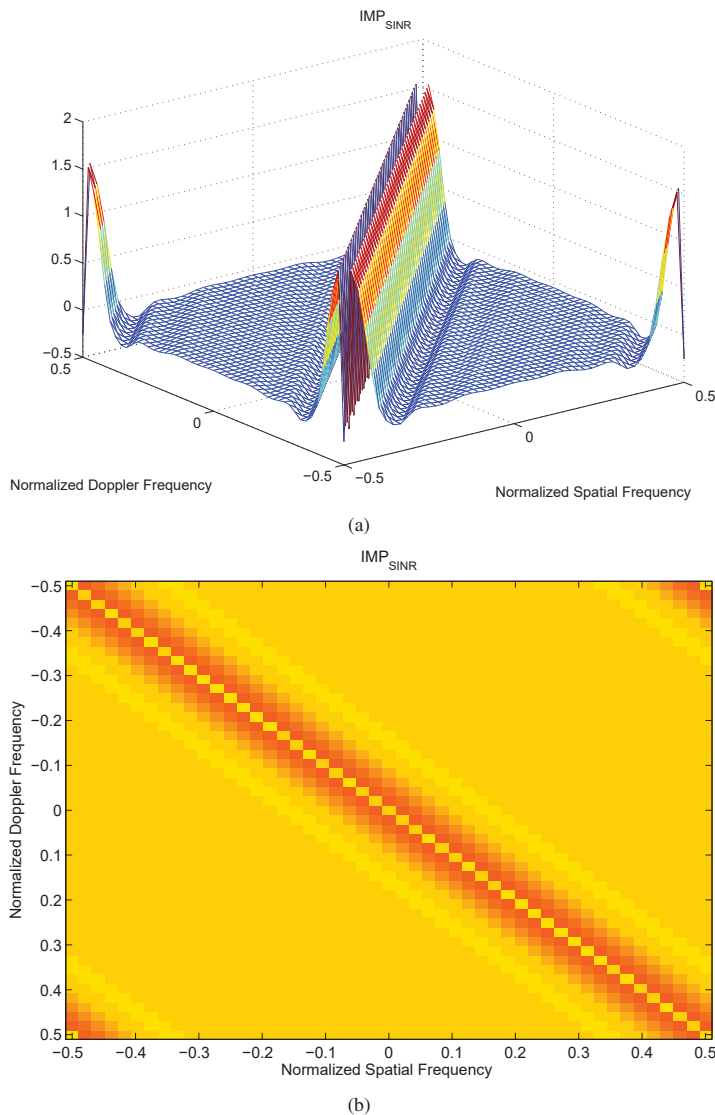 IMP_SINR
2
1.5
1
0.5
0
−0.5
0.5
0
−0.5
−0.5
0
0.5
Normalized Doppler Frequency
Normalized Spatial Frequency
(a)
IMP_SINR
−0.5
−0.4
−0.3
−0.2
−0.1
0
0.1
0.2
0.3
0.4
0.5
Normalized Doppler Frequency
−0.5 −0.4 −0.3 −0.2 −0.1 0 0.1 0.2 0.3 0.4 0.5
Normalized Spatial Frequency
(b)